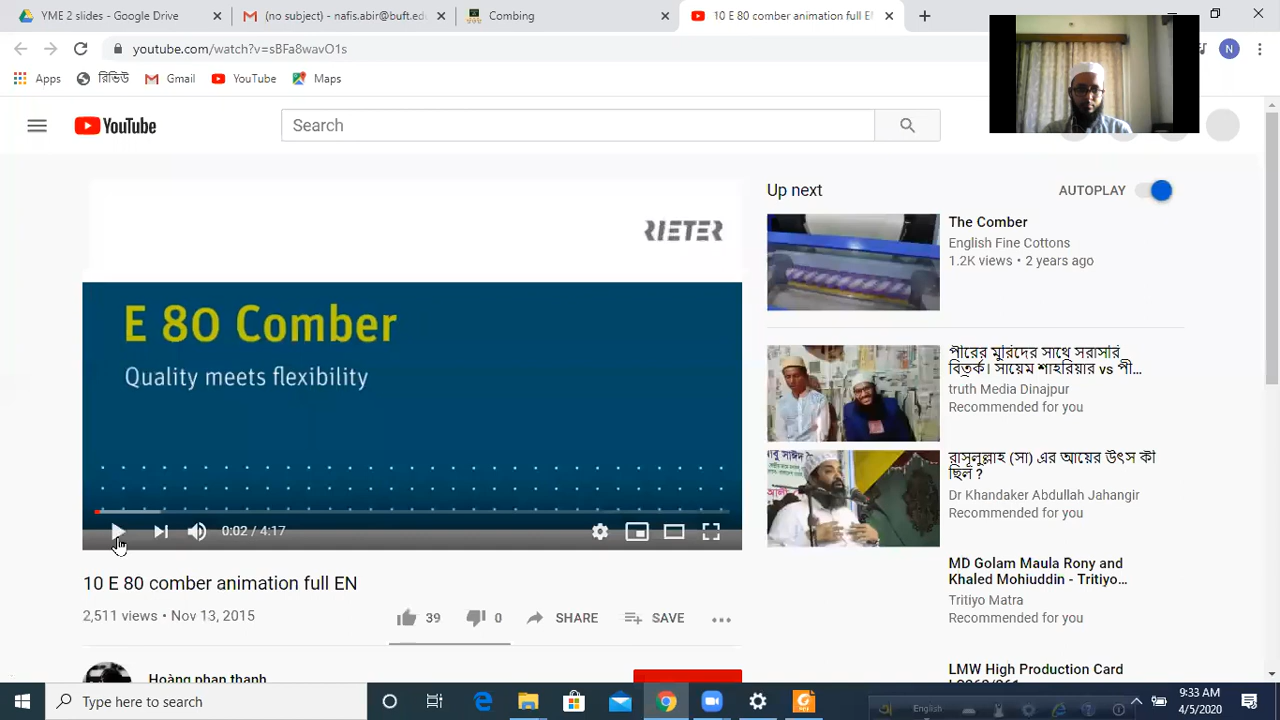 YME 2 slides - Google Drive
(no subject) - nafis.ab@buft.ed
Combing
10 E 80 comber animation full EN
youtube.com/watch?v=sBFa8wavO1s
N
Apps
রিভিউ
Gmail
YouTube
Maps
YouTube
Search
RIETER
E 80 Comber
Quality meets flexibility
0:02 / 4:17
10 E 80 comber animation full EN
2,511 views • Nov 13, 2015
39
0
SHARE
SAVE
Hoàng phan thanh
Up next
AUTOPLAY
The Comber
English Fine Cottons
1.2K views • 2 years ago
পীরের মুরিদের সাথে সরাসরি
বিতর্ক। সায়েম শাহরিয়ার vs পী...
truth Media Dinajpur
Recommended for you
রাসূলুল্লাহ (সা) এর আয়ের উৎস কী
ছিল ?
Dr Khandaker Abdullah Jahangir
Recommended for you
MD Golam Maula Rony and
Khaled Mohiuddin - Tritiyo...
Tritiyo Matra
Recommended for you
LMW High Production Card
Type here to search
English
9:33 AM
4/5/2020